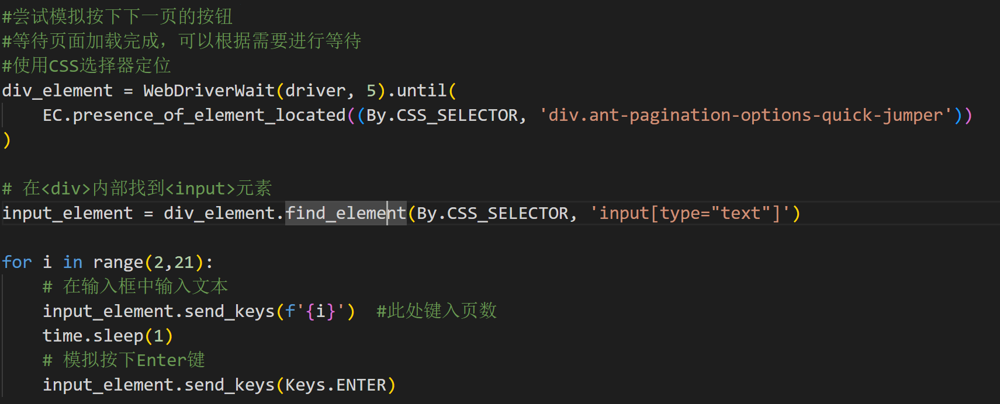 #尝试模拟按下下一页的按钮
#等待页面加载完成，可以根据需要进行等待
#使用CSS选择器定位
div_element = WebDriverWait(driver, 5).until(
    EC.presence_of_element_located((By.CSS_SELECTOR, 'div.ant-pagination-options-quick-jumper'))
)
# 在<div>内部找到<input>元素
input_element = div_element.find_element(By.CSS_SELECTOR, 'input[type="text"]')
for i in range(2,21):
    # 在输入框中输入文本
    input_element.send_keys(f'{i}')  #此处键入页数
    time.sleep(1)
    # 模拟按下Enter键
    input_element.send_keys(Keys.ENTER)